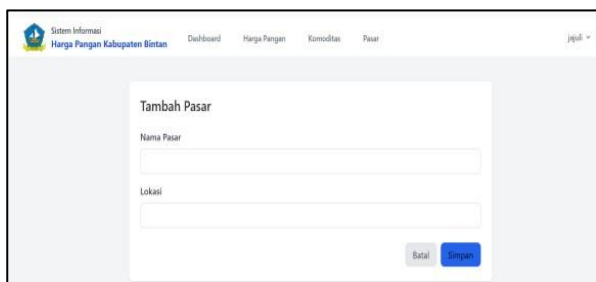 Sistem Informasi
Harga Pangan Kabupaten Bintan
Dashboard Harga Pangan Komoditas Pasar jajuli
Tambah Pasar
Nama Pasar
Lokasi
Batal Simpan